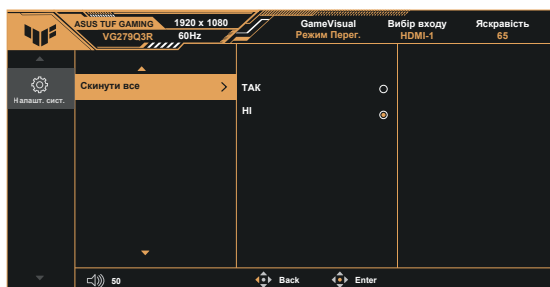 ASUS TUF GAMING 1920 x 1080 GameVisual Вибір входу Яскравість
VG279Q3R 60Hz Режим Перег. HDMI-1 65
Скинути все
ТАК
НІ
Налашт. сист.
50 Back Enter